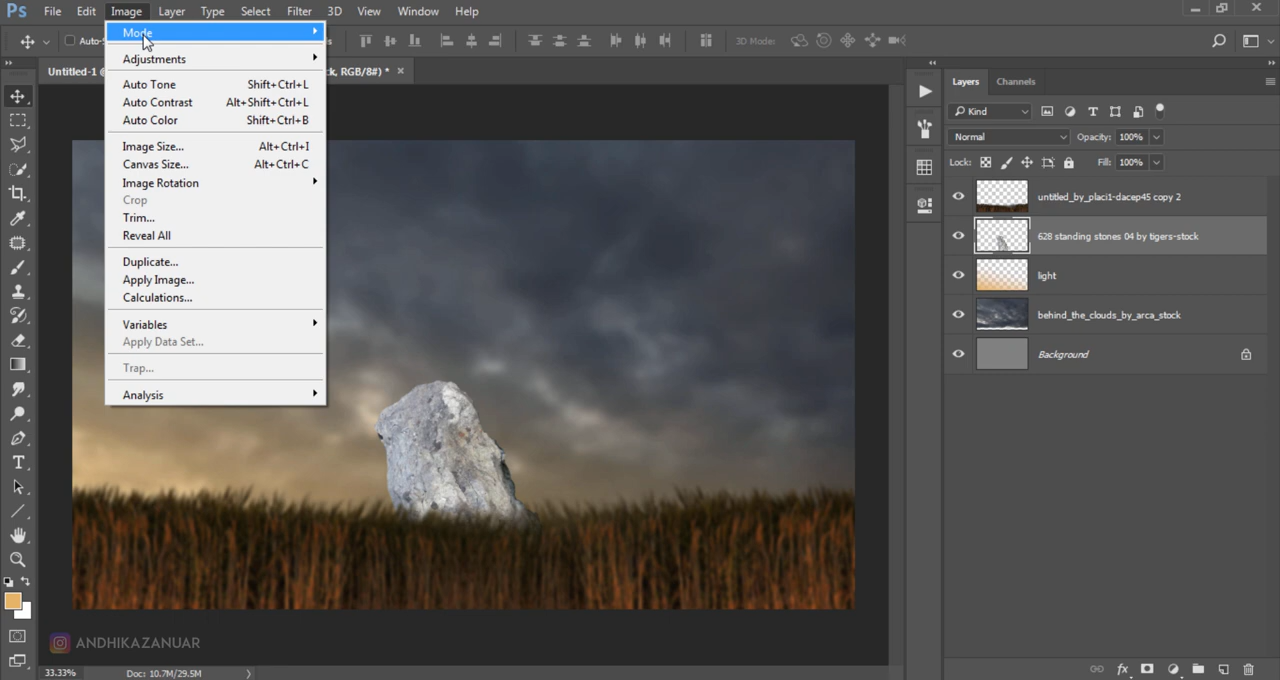 Ps File Edit Image Layer Type Select Filter 3D View Window Help
Auto-S
3D Mode:
Untitled-1 @
k, RGB/8#) * ×
Mode
Adjustments
Auto Tone Shift+Ctrl+L
Auto Contrast Alt+Shift+Ctrl+L
Auto Color Shift+Ctrl+B
Image Size... Alt+Ctrl+I
Canvas Size... Alt+Ctrl+C
Image Rotation
Crop
Trim...
Reveal All
Duplicate...
Apply Image...
Calculations...
Variables
Apply Data Set...
Trap...
Analysis
Layers Channels
Kind
Normal Opacity: 100%
Lock: Fill: 100%
untitled_by_placi1-dacep45 copy 2
628 standing stones 04 by tigers-stock
light
behind_the_clouds_by_arca_stock
Background
ANDHIKAZANUAR
33.33% Doc: 10.7M/29.5M